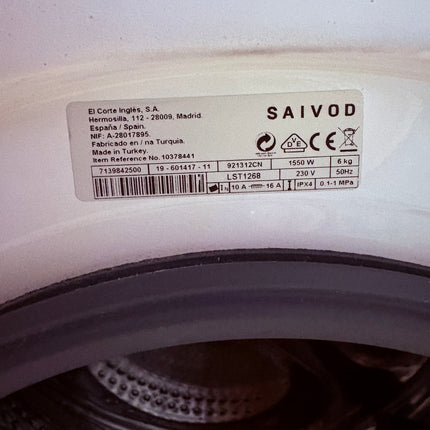 El Corte Inglés, S.A.
Hermosilla, 112 - 28009, Madrid.
España / Spain.
NIF: A-28017895.
Fabricado en / na Turquia.
Made in Turkey.
Item Reference No. 10378441
SAIVOD
7139842500 19 - 601417 - 11 921312CN 1550 W 6 kg
LST1268 230 V 50Hz
10 A 16 A IPX4 0.1-1 MPa